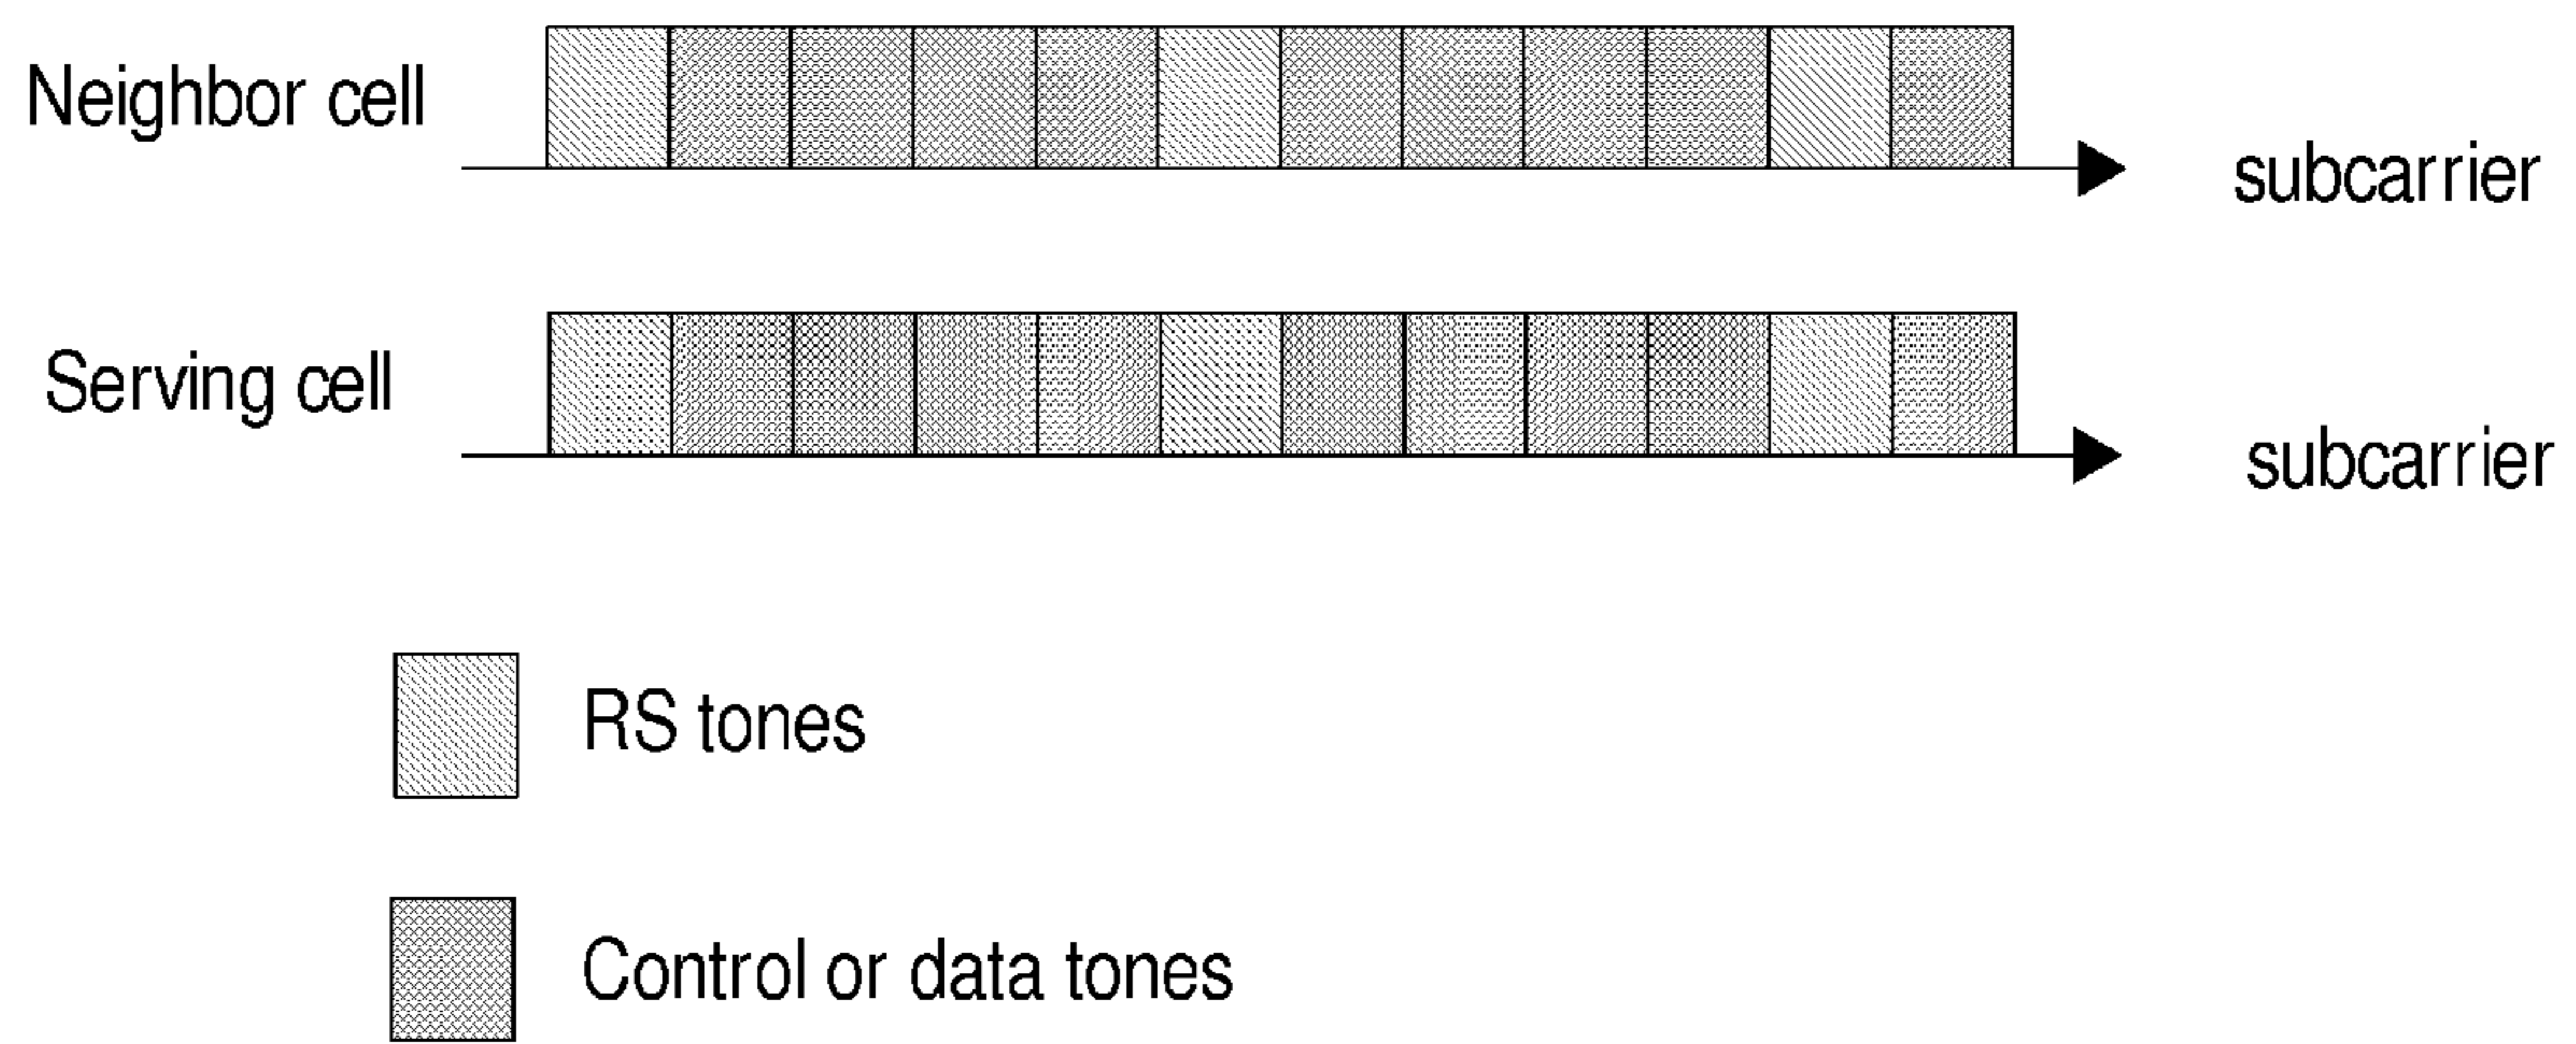 Neighbor cell
subcarrier
Serving cell
subcarrier
RS tones
Control or data tones